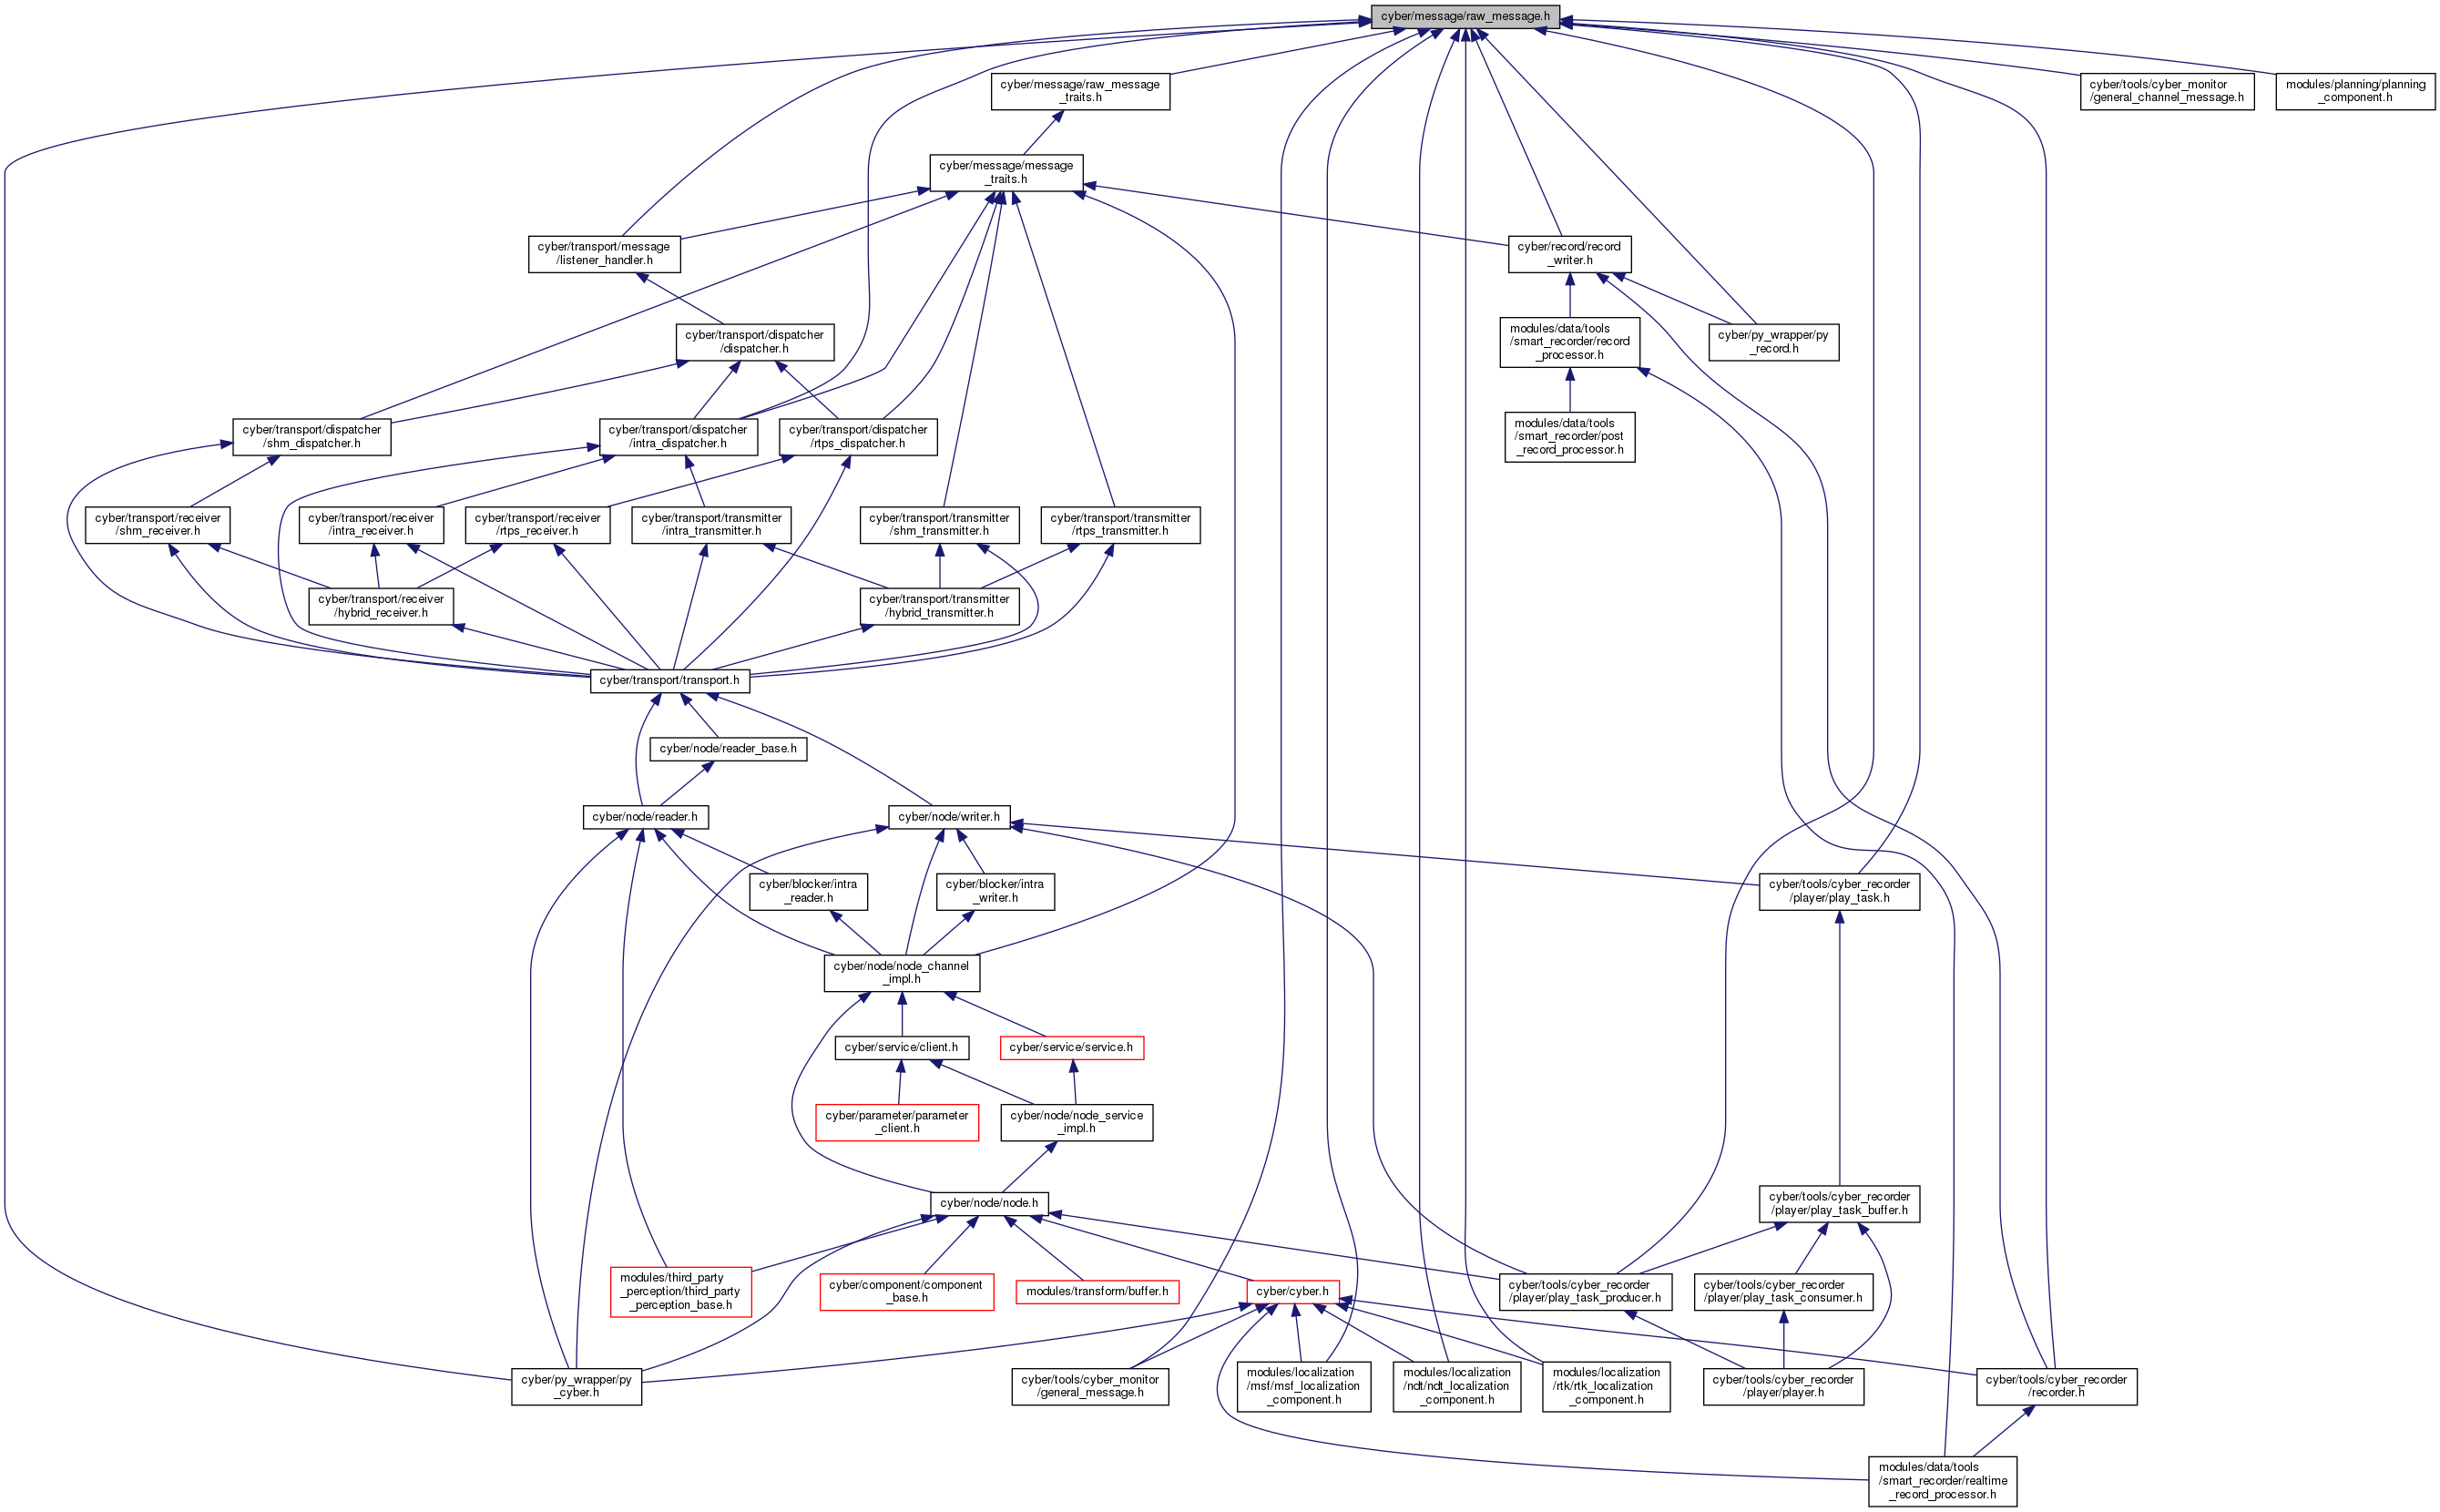 cyber/message/raw_message.h
cyber/message/raw_message
_traits.h
cyber/tools/cyber_monitor
/general_channel_message.h
modules/planning/planning
_component.h
cyber/message/message
_traits.h
cyber/transport/message
/listener_handler.h
cyber/record/record
_writer.h
cyber/transport/dispatcher
/dispatcher.h
modules/data/tools
/smart_recorder/record
_processor.h
cyber/py_wrapper/py
_record.h
cyber/transport/dispatcher
/shm_dispatcher.h
cyber/transport/dispatcher
/intra_dispatcher.h
cyber/transport/dispatcher
/rtps_dispatcher.h
modules/data/tools
/smart_recorder/post
_record_processor.h
cyber/transport/receiver
/shm_receiver.h
cyber/transport/receiver
/intra_receiver.h
cyber/transport/receiver
/rtps_receiver.h
cyber/transport/transmitter
/intra_transmitter.h
cyber/transport/transmitter
/shm_transmitter.h
cyber/transport/transmitter
/rtps_transmitter.h
cyber/transport/receiver
/hybrid_receiver.h
cyber/transport/transmitter
/hybrid_transmitter.h
cyber/transport/transport.h
cyber/node/reader_base.h
cyber/node/reader.h
cyber/node/writer.h
cyber/blocker/intra
_reader.h
cyber/blocker/intra
_writer.h
cyber/tools/cyber_recorder
/player/play_task.h
cyber/node/node_channel
_impl.h
cyber/service/client.h
cyber/service/service.h
cyber/parameter/parameter
_client.h
cyber/node/node_service
_impl.h
cyber/node/node.h
cyber/tools/cyber_recorder
/player/play_task_buffer.h
modules/third_party
_perception/third_party
_perception_base.h
cyber/component/component
_base.h
modules/transform/buffer.h
cyber/cyber.h
cyber/tools/cyber_recorder
/player/play_task_producer.h
cyber/tools/cyber_recorder
/player/play_task_consumer.h
cyber/py_wrapper/py
_cyber.h
cyber/tools/cyber_monitor
/general_message.h
modules/localization
/msf/msf_localization
_component.h
modules/localization
/ndt/ndt_localization
_component.h
modules/localization
/rtk/rtk_localization
_component.h
cyber/tools/cyber_recorder
/player/player.h
cyber/tools/cyber_recorder
/recorder.h
modules/data/tools
/smart_recorder/realtime
_record_processor.h